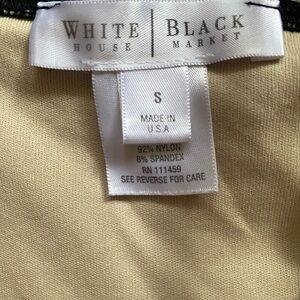 WHITE | BLACK
HOUSE | MARKET
S
MADE IN
U.S.A
92% NYLON
8% SPANDEX
RN 111459
SEE REVERSE FOR CARE